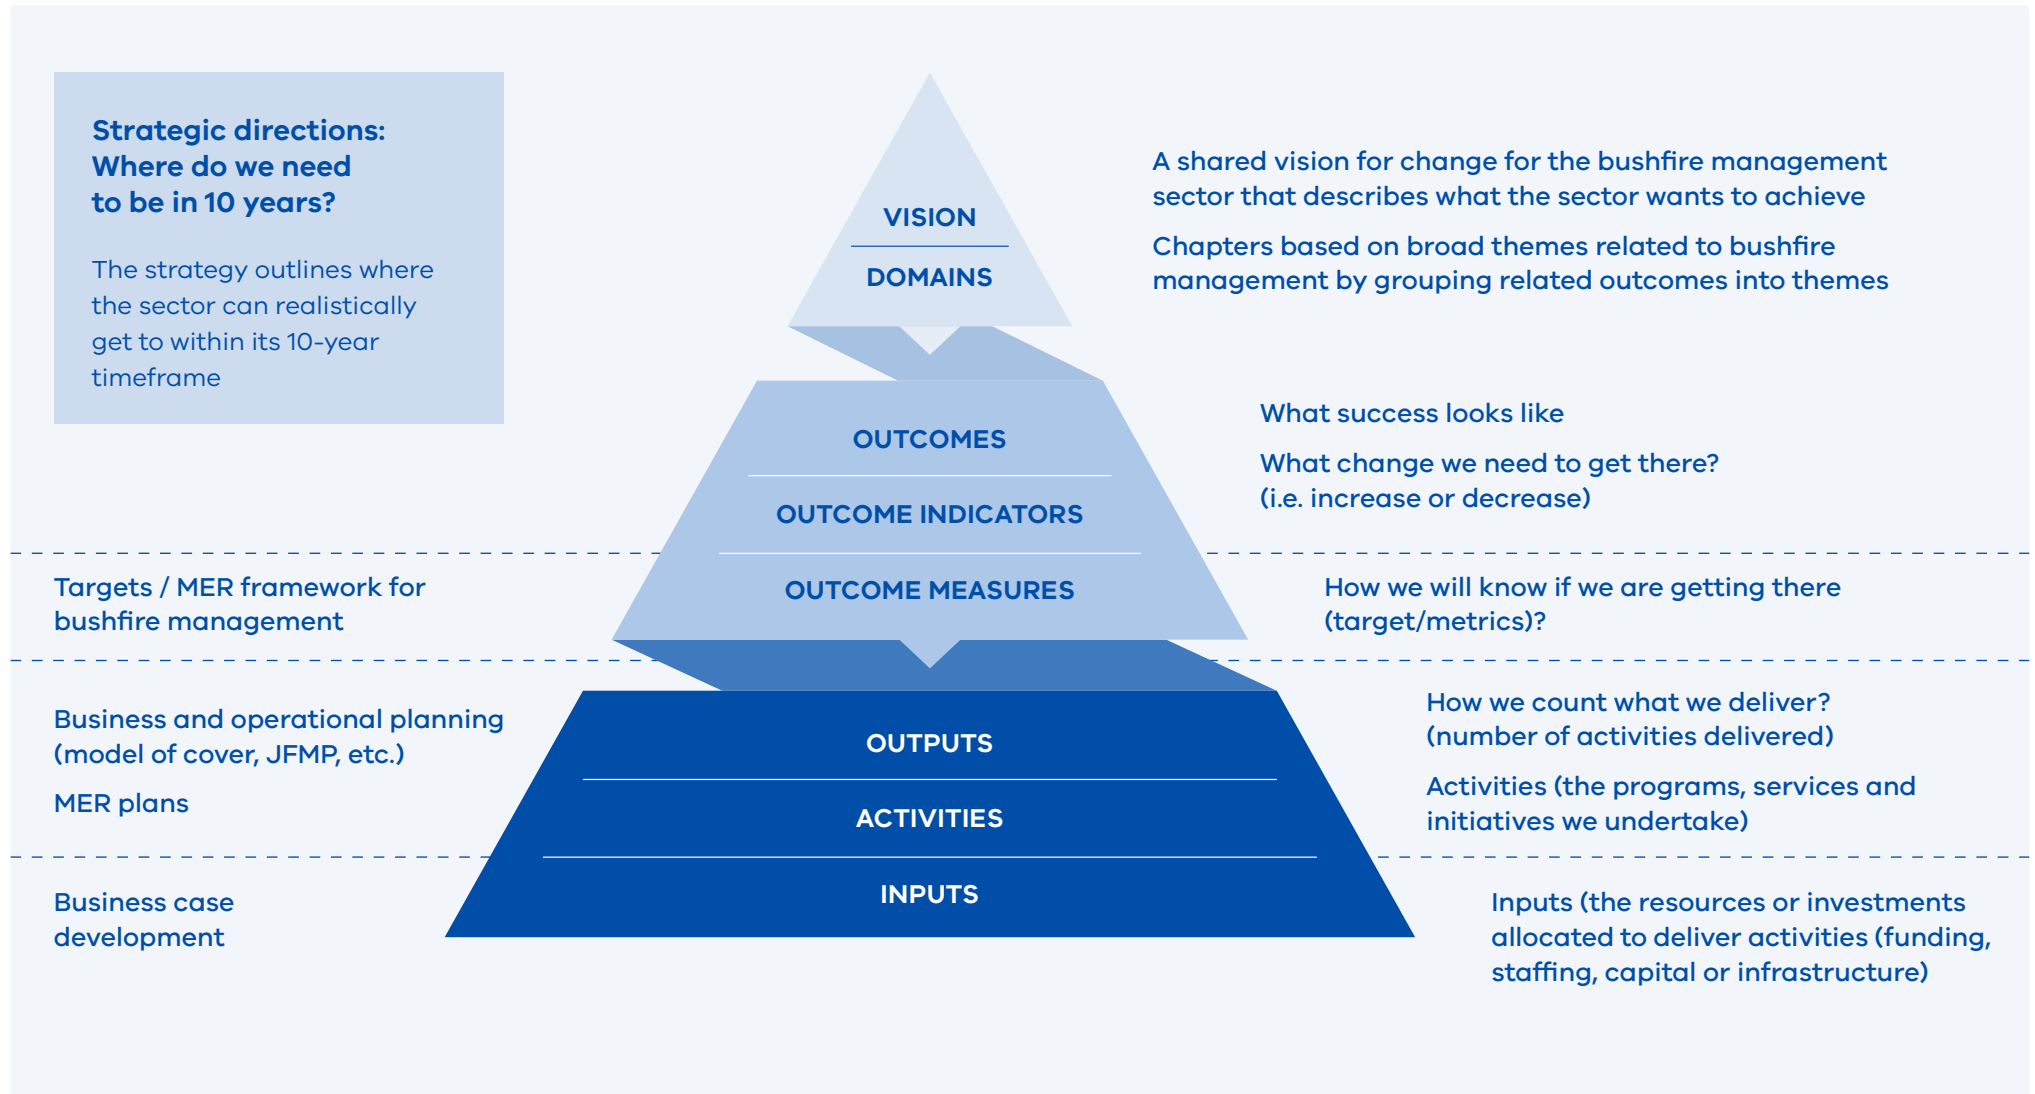 Strategic directions:
Where do we need
to be in 10 years?
The strategy outlines where
the sector can realistically
get to within its 10-year
timeframe
VISION
DOMAINS
A shared vision for change for the bushfire management
sector that describes what the sector wants to achieve
Chapters based on broad themes related to bushfire
management by grouping related outcomes into themes
OUTCOMES
OUTCOME INDICATORS
What success looks like
What change we need to get there?
(i.e. increase or decrease)
Targets / MER framework for
bushfire management
OUTCOME MEASURES
How we will know if we are getting there
(target/metrics)?
Business and operational planning
(model of cover, JFMP, etc.)
MER plans
OUTPUTS
ACTIVITIES
How we count what we deliver?
(number of activities delivered)
Activities (the programs, services and
initiatives we undertake)
Business case
development
INPUTS
Inputs (the resources or investments
allocated to deliver activities (funding,
staffing, capital or infrastructure)